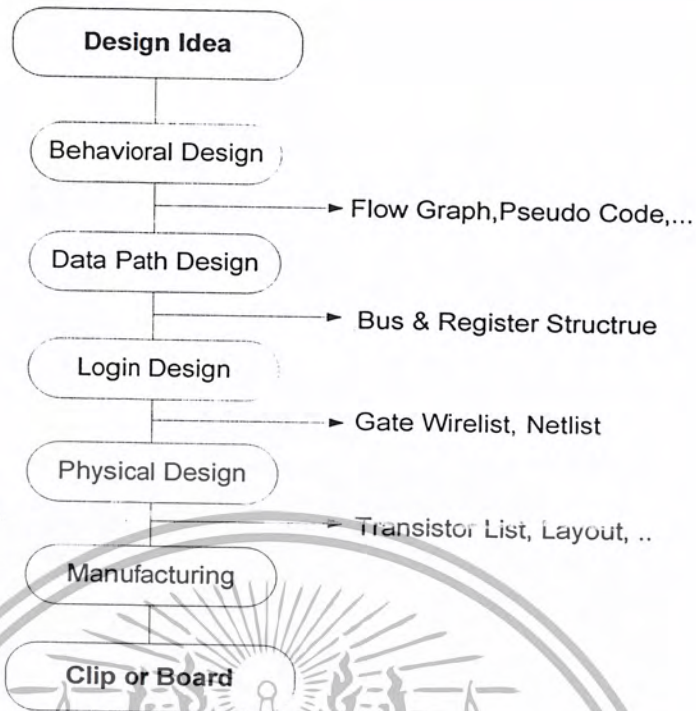 Design Idea
Behavioral Design
Flow Graph,Pseudo Code,...
Data Path Design
Bus & Register Structrue
Login Design
Gate Wirelist, Netlist
Physical Design
Transistor List, Layout, ..
Manufacturing
Clip or Board